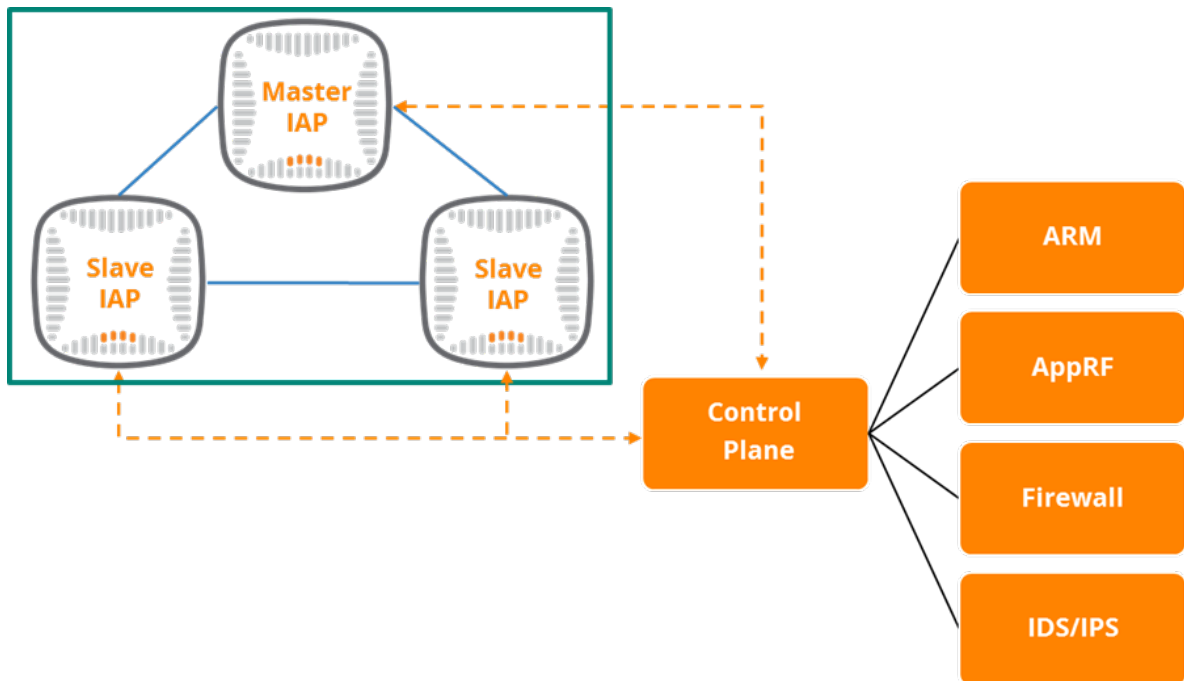 Master
IAP
Slave
IAP
Slave
IAP
Control
Plane
ARM
AppRF
Firewall
IDS/IPS